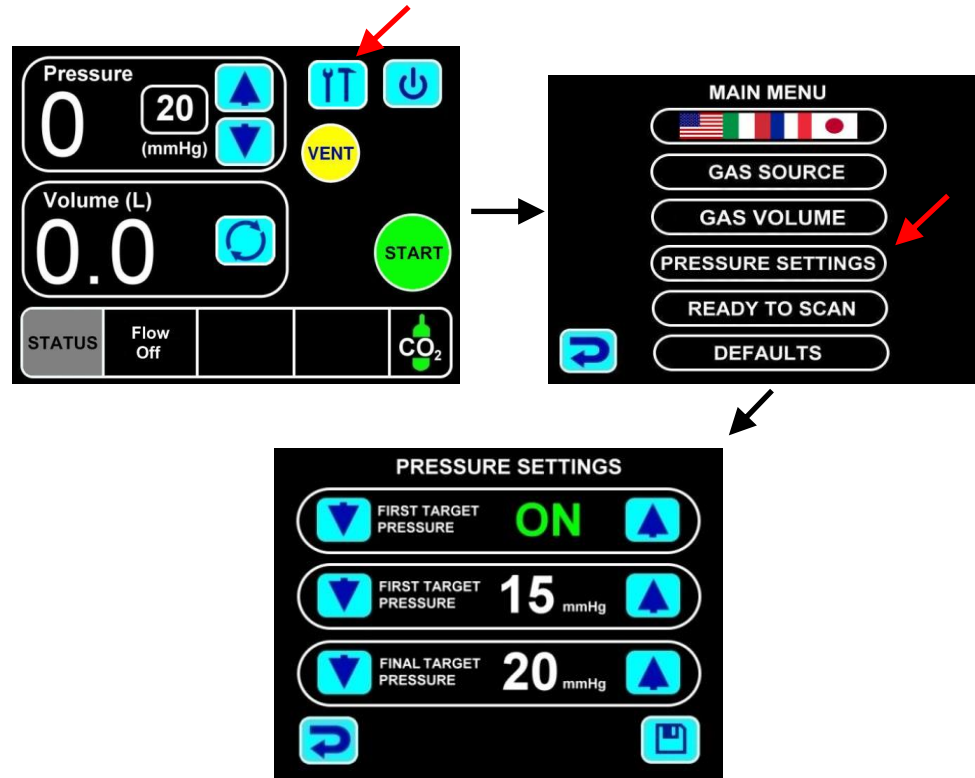 Pressure
0
20
(mmHg)
VENT
Volume (L)
0.0
START
STATUS
Flow
Off
CO₂
MAIN MENU
GAS SOURCE
GAS VOLUME
PRESSURE SETTINGS
READY TO SCAN
DEFAULTS
PRESSURE SETTINGS
FIRST TARGET
PRESSURE
ON
FIRST TARGET
PRESSURE
15 mmHg
FINAL TARGET
PRESSURE
20 mmHg